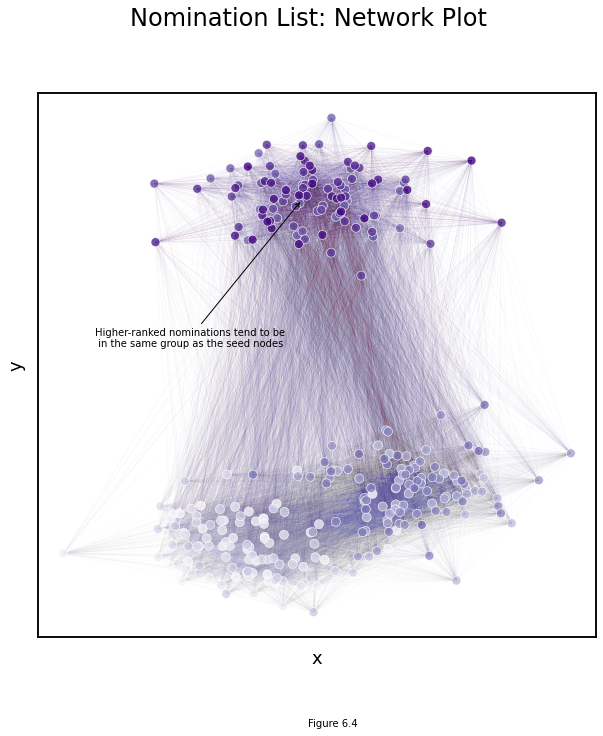 Nomination List: Network Plot
Higher-ranked nominations tend to be
in the same group as the seed nodes
y
x
Figure 6.4